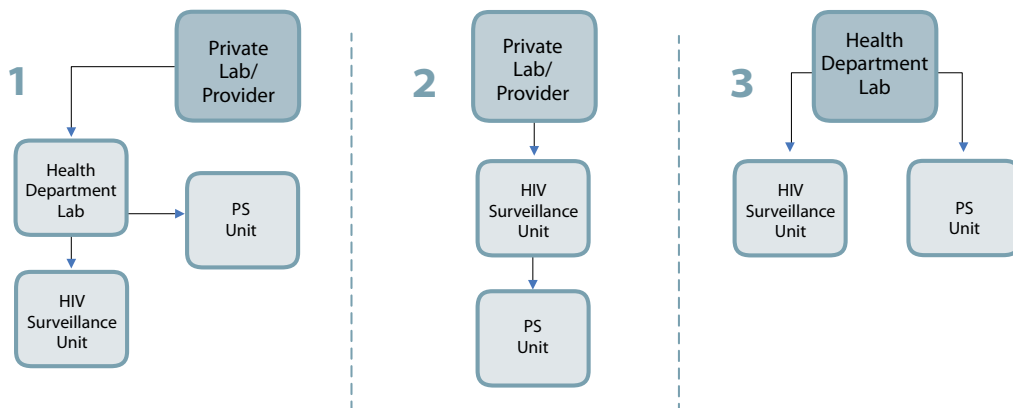 1
Private
Lab/
Provider
Health
Department
Lab
PS
Unit
HIV
Surveillance
Unit
2
Private
Lab/
Provider
HIV
Surveillance
Unit
PS
Unit
3
Health
Department
Lab
HIV
Surveillance
Unit
PS
Unit